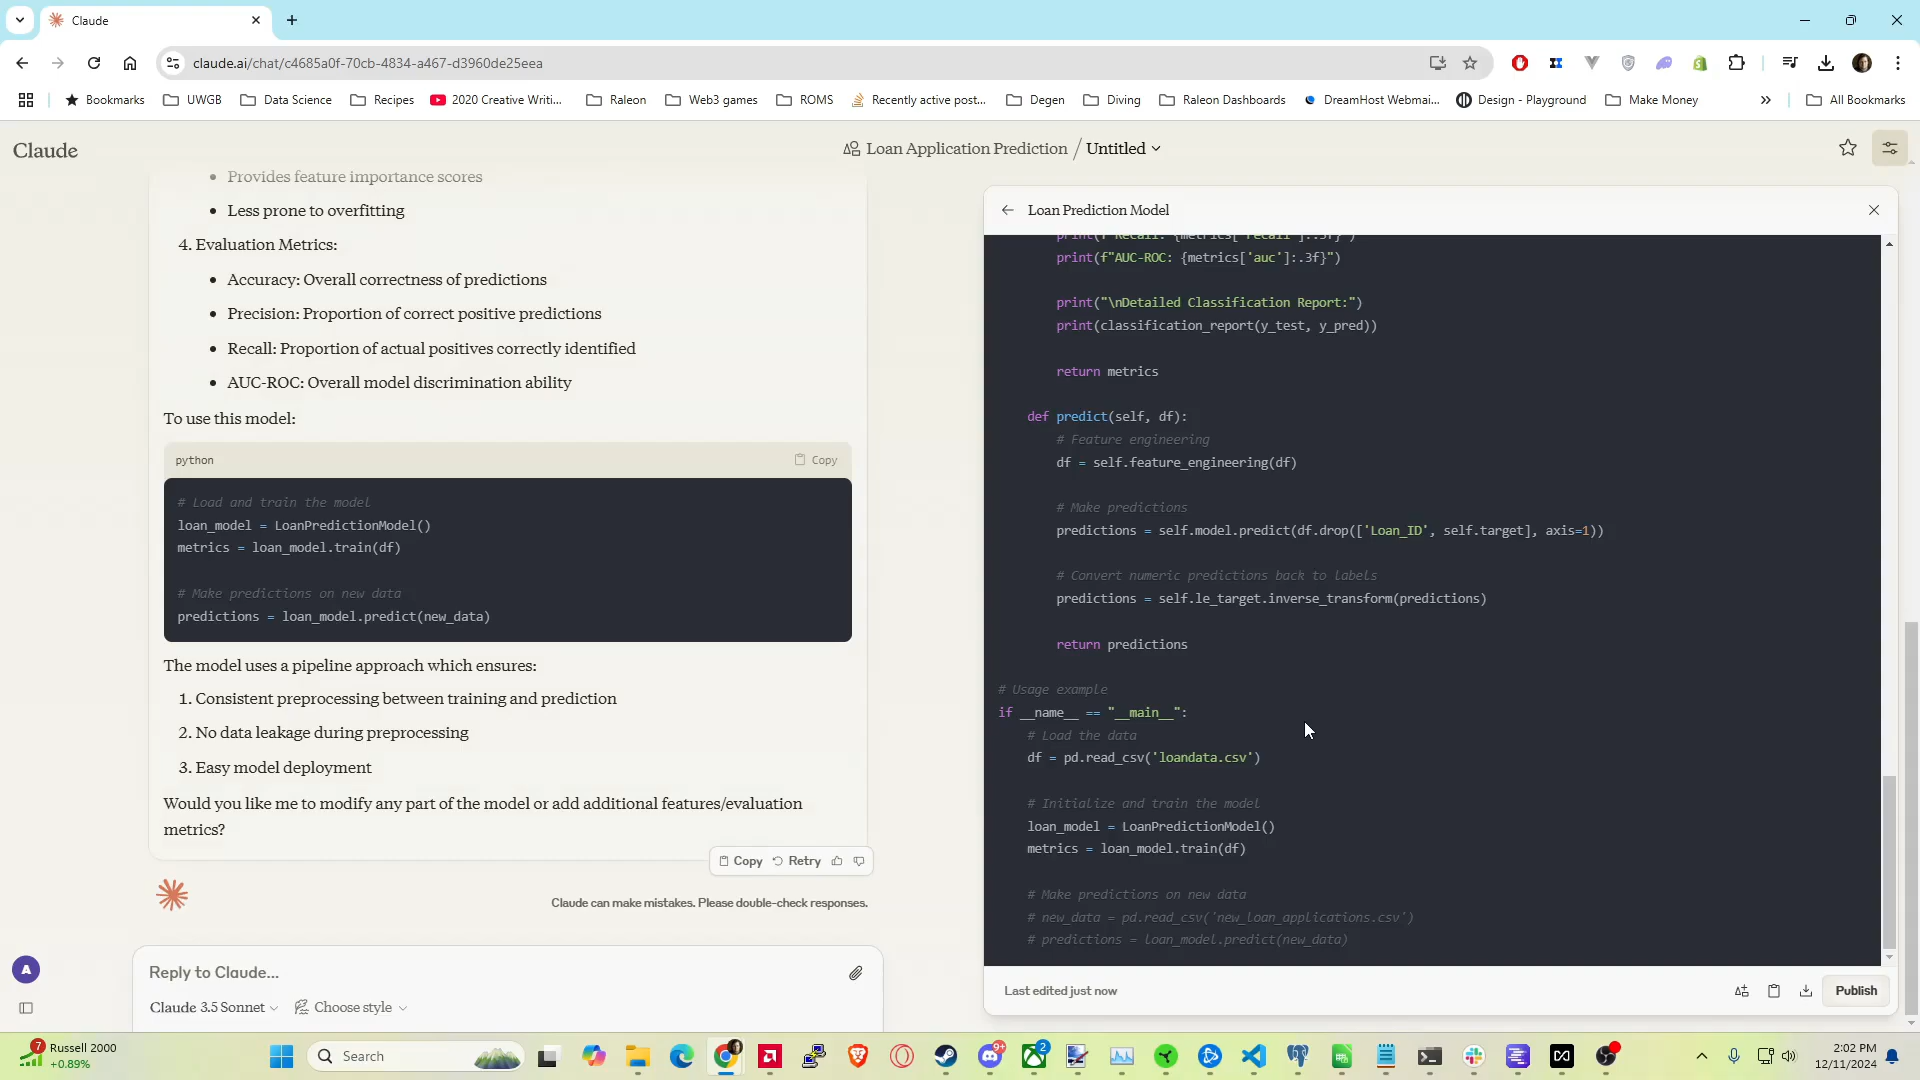 Claude
claude.ai/chat/c4685a0f-70cb-4834-a467-d3960de25eea
Bookmarks
UWGB
Data Science
Recipes
2020 Creative Writi...
Raleon
Web3 games
ROMS
Recently active post...
Degen
Diving
Raleon Dashboards
DreamHost Webmai...
Design - Playground
Make Money
»
All Bookmarks
Claude
Loan Application Prediction / Untitled
• Provides feature importance scores
• Less prone to overfitting
4. Evaluation Metrics:
• Accuracy: Overall correctness of predictions
• Precision: Proportion of correct positive predictions
• Recall: Proportion of actual positives correctly identified
• AUC-ROC: Overall model discrimination ability
To use this model:
python
Copy
# Load and train the model
loan_model = LoanPredictionModel()
metrics = loan_model.train(df)
# Make predictions on new data
predictions = loan_model.predict(new_data)
The model uses a pipeline approach which ensures:
1. Consistent preprocessing between training and prediction
2. No data leakage during preprocessing
3. Easy model deployment
Would you like me to modify any part of the model or add additional features/evaluation
metrics?
Copy
Retry
Claude can make mistakes. Please double-check responses.
A
Reply to Claude...
Claude 3.5 Sonnet
Choose style
Loan Prediction Model
print(f"Recall: {metrics['recall']:.3f}")
print(f"AUC-ROC: {metrics['auc']:.3f}")
print("\nDetailed Classification Report:")
print(classification_report(y_test, y_pred))
return metrics
def predict(self, df):
# Feature engineering
df = self.feature_engineering(df)
# Make predictions
predictions = self.model.predict(df.drop(['Loan_ID', self.target], axis=1))
# Convert numeric predictions back to labels
predictions = self.le_target.inverse_transform(predictions)
return predictions
# Usage example
if __name__ == "__main__":
# Load the data
df = pd.read_csv('loandata.csv')
# Initialize and train the model
loan_model = LoanPredictionModel()
metrics = loan_model.train(df)
# Make predictions on new data
# new_data = pd.read_csv('new_loan_applications.csv')
# predictions = loan_model.predict(new_data)
Last edited just now
Publish
7
Russell 2000
+0.89%
Search
9+
2
2:02 PM
12/11/2024